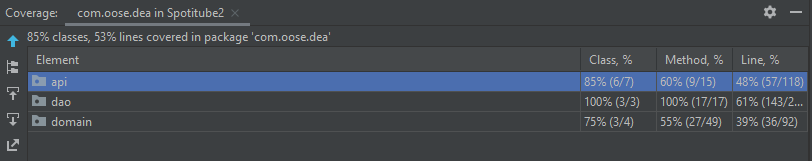 Coverage: com.oose.dea in Spotitube2
85% classes, 53% lines covered in package 'com.oose.dea'
Element Class, % Method, % Line, %
api 85% (6/7) 60% (9/15) 48% (57/118)
dao 100% (3/3) 100% (17/17) 61% (143/2...
domain 75% (3/4) 55% (27/49) 39% (36/92)